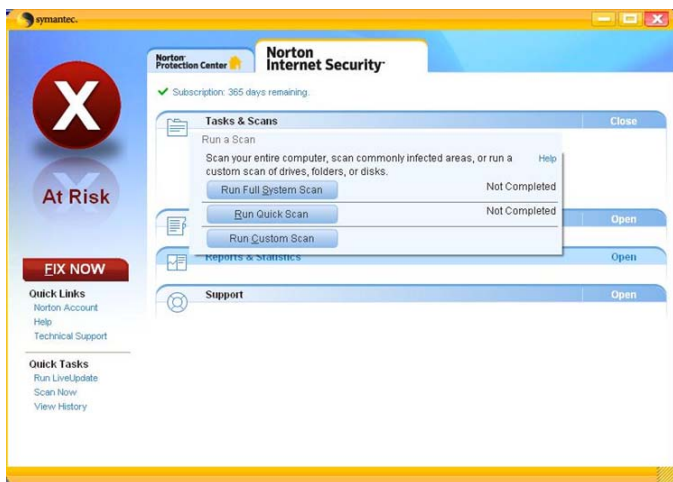 symantec.
Norton
Protection Center
Norton
Internet Security
Subscription: 365 days remaining.
X
At Risk
FIX NOW
Quick Links
Norton Account
Help
Technical Support
Quick Tasks
Run LiveUpdate
Scan Now
View History
Tasks & Scans
Close
Run a Scan
Scan your entire computer, scan commonly infected areas, or run a
custom scan of drives, folders, or disks.
Help
Run Full System Scan
Not Completed
Run Quick Scan
Not Completed
Run Custom Scan
Open
Reports & Statistics
Open
Support
Open